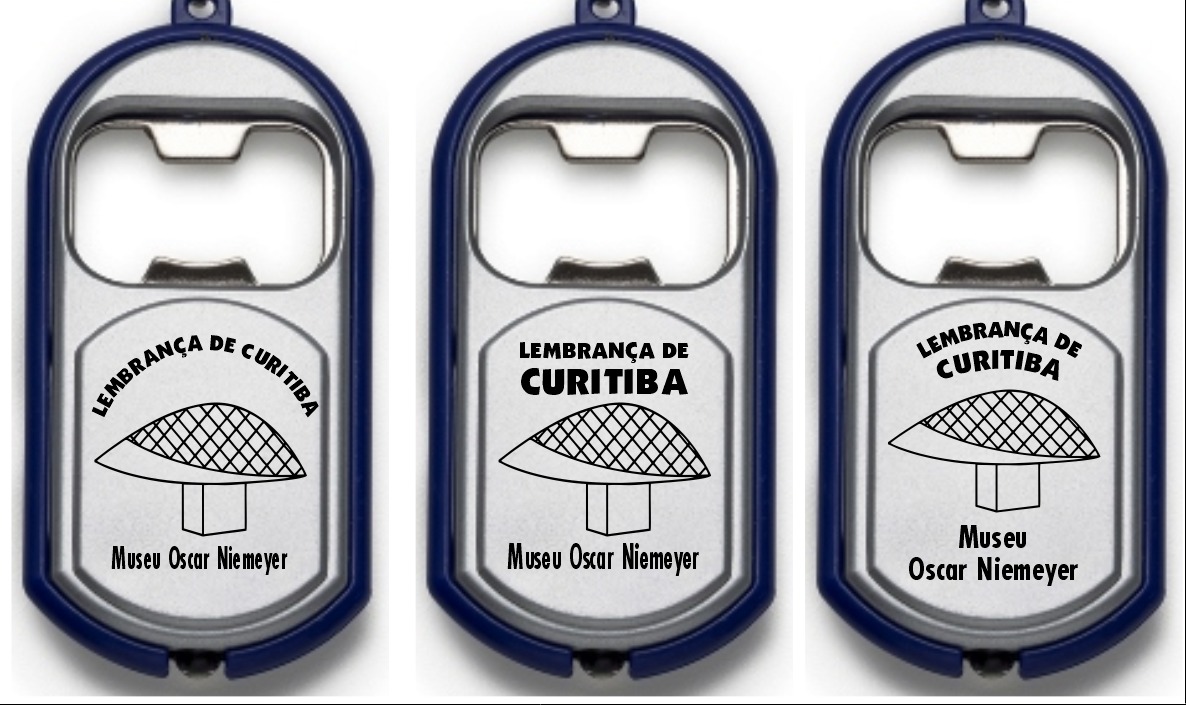 LEMBRANÇA DE CURITIBA
Museu Oscar Niemeyer
LEMBRANÇA DE
CURITIBA
Museu Oscar Niemeyer
LEMBRANÇA DE
CURITIBA
Museu
Oscar Niemeyer